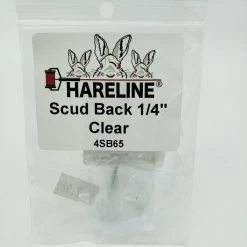 HARELINE®
Scud Back 1/4"
Clear
4SB65